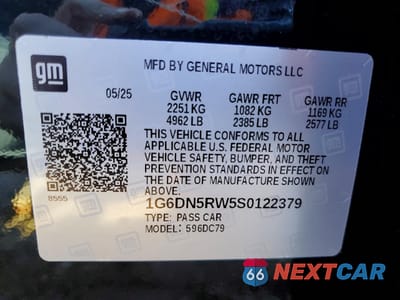 gm
MFD BY GENERAL MOTORS LLC
05/25
GVWR GAWR FRT GAWR RR
2251 KG 1082 KG 1169 KG
4962 LB 2385 LB 2577 LB
THIS VEHICLE CONFORMS TO ALL
APPLICABLE U.S. FEDERAL MOTOR
VEHICLE SAFETY, BUMPER, AND THEFT
PREVENTION STANDARDS IN EFFECT ON THE
DATE OF MANUFACTURE SHOWN ABOVE.
8555
1G6DN5RW5S0122379
TYPE: PASS CAR
MODEL: 596DC79
66 NEXTCAR